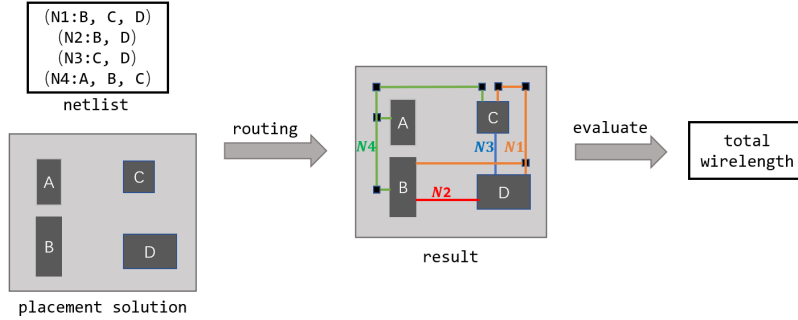 (N1:B, C, D)
(N2:B, D)
(N3:C, D)
(N4:A, B, C)
netlist
A
C
B
D
placement solution
routing
A
C
N4
N3
N1
B
N2
D
result
evaluate
total
wirelength